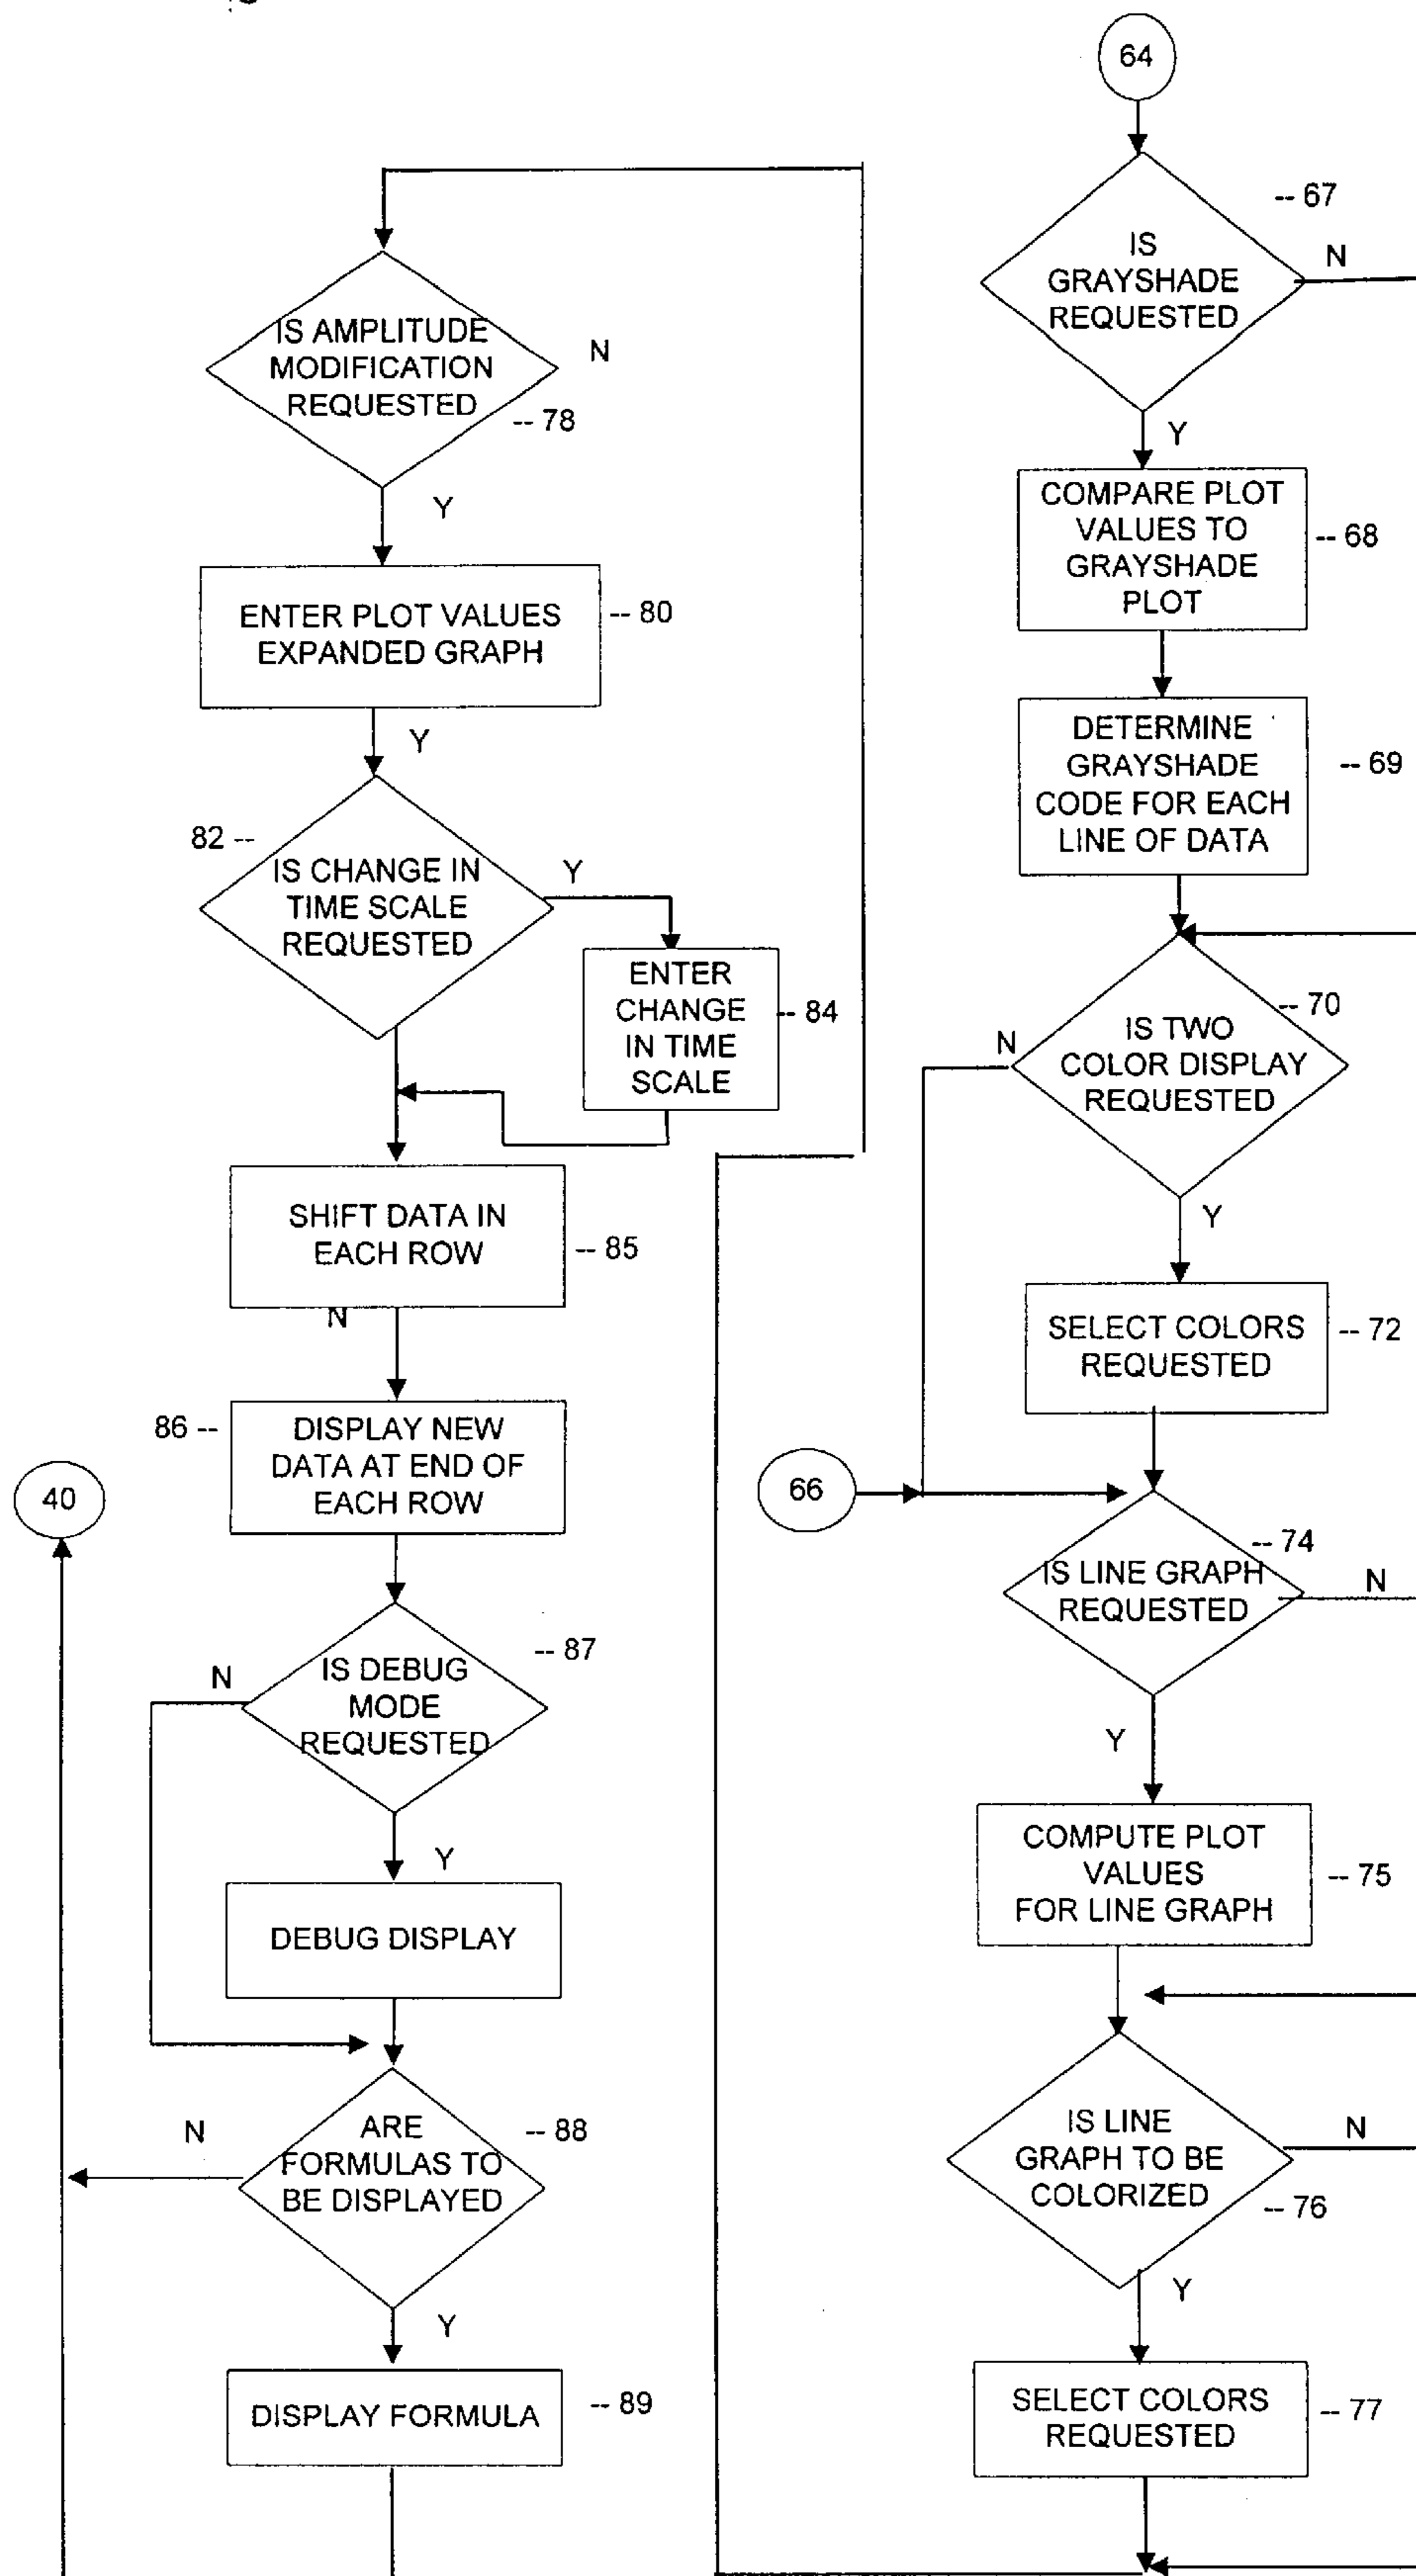 64
-- 67
IS
GRAYSHADE
REQUESTED
N
Y
COMPARE PLOT
VALUES TO
GRAYSHADE
PLOT
-- 68
DETERMINE
GRAYSHADE
CODE FOR EACH
LINE OF DATA
-- 69
-- 70
IS TWO
COLOR DISPLAY
REQUESTED
N
Y
SELECT COLORS
REQUESTED
-- 72
66
-- 74
IS LINE GRAPH
REQUESTED
N
Y
COMPUTE PLOT
VALUES
FOR LINE GRAPH
-- 75
IS LINE
GRAPH TO BE
COLORIZED
N
-- 76
Y
SELECT COLORS
REQUESTED
-- 77
IS AMPLITUDE
MODIFICATION
REQUESTED
N
-- 78
Y
ENTER PLOT VALUES
EXPANDED GRAPH
-- 80
Y
82 --
IS CHANGE IN
TIME SCALE
REQUESTED
Y
ENTER
CHANGE
IN TIME
SCALE
-- 84
SHIFT DATA IN
EACH ROW
-- 85
N
86 --
DISPLAY NEW
DATA AT END OF
EACH ROW
40
-- 87
IS DEBUG
MODE
REQUESTED
N
Y
DEBUG DISPLAY
ARE
FORMULAS TO
BE DISPLAYED
-- 88
N
Y
DISPLAY FORMULA
-- 89